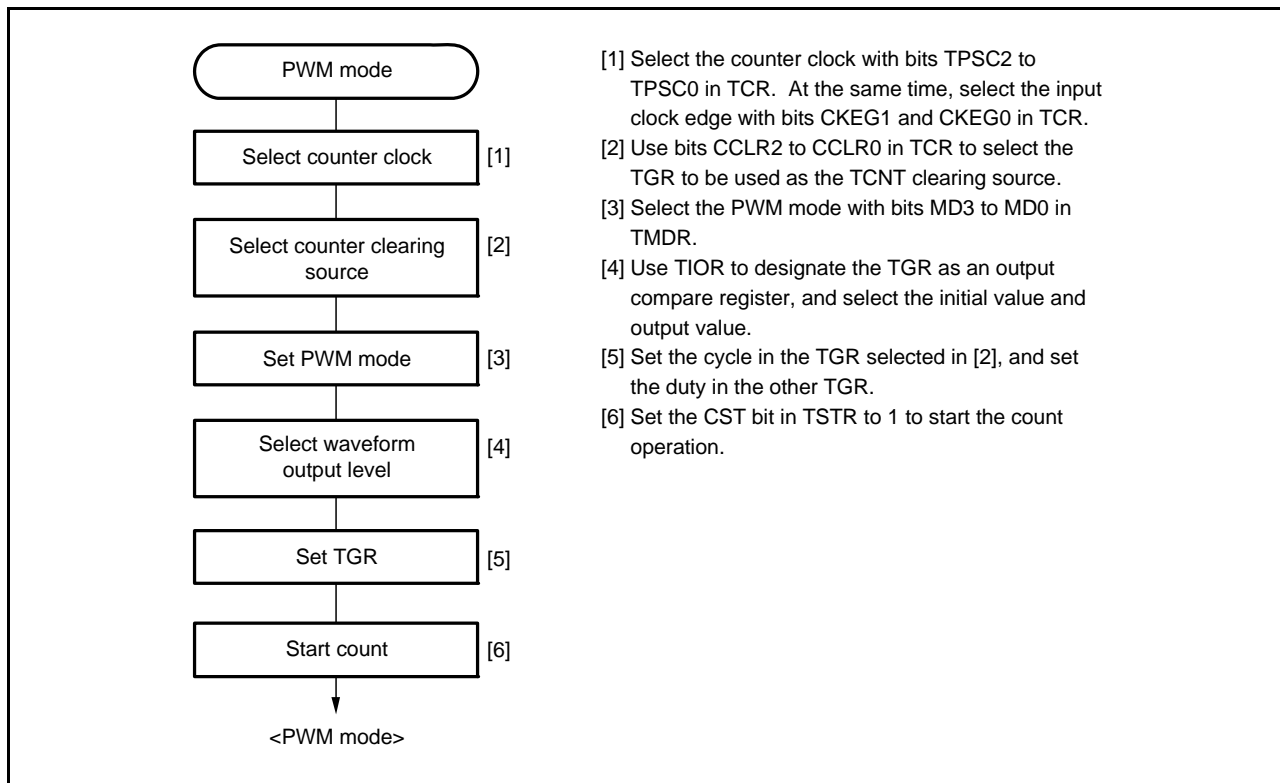 PWM mode
Select counter clock
[1]
Select counter clearing
source
[2]
Set PWM mode
[3]
Select waveform
output level
[4]
Set TGR
[5]
Start count
[6]
<PWM mode>
[1] Select the counter clock with bits TPSC2 to
TPSC0 in TCR.  At the same time, select the input
clock edge with bits CKEG1 and CKEG0 in TCR.
[2] Use bits CCLR2 to CCLR0 in TCR to select the
TGR to be used as the TCNT clearing source.
[3] Select the PWM mode with bits MD3 to MD0 in
TMDR.
[4] Use TIOR to designate the TGR as an output
compare register, and select the initial value and
output value.
[5] Set the cycle in the TGR selected in [2], and set
the duty in the other TGR.
[6] Set the CST bit in TSTR to 1 to start the count
operation.